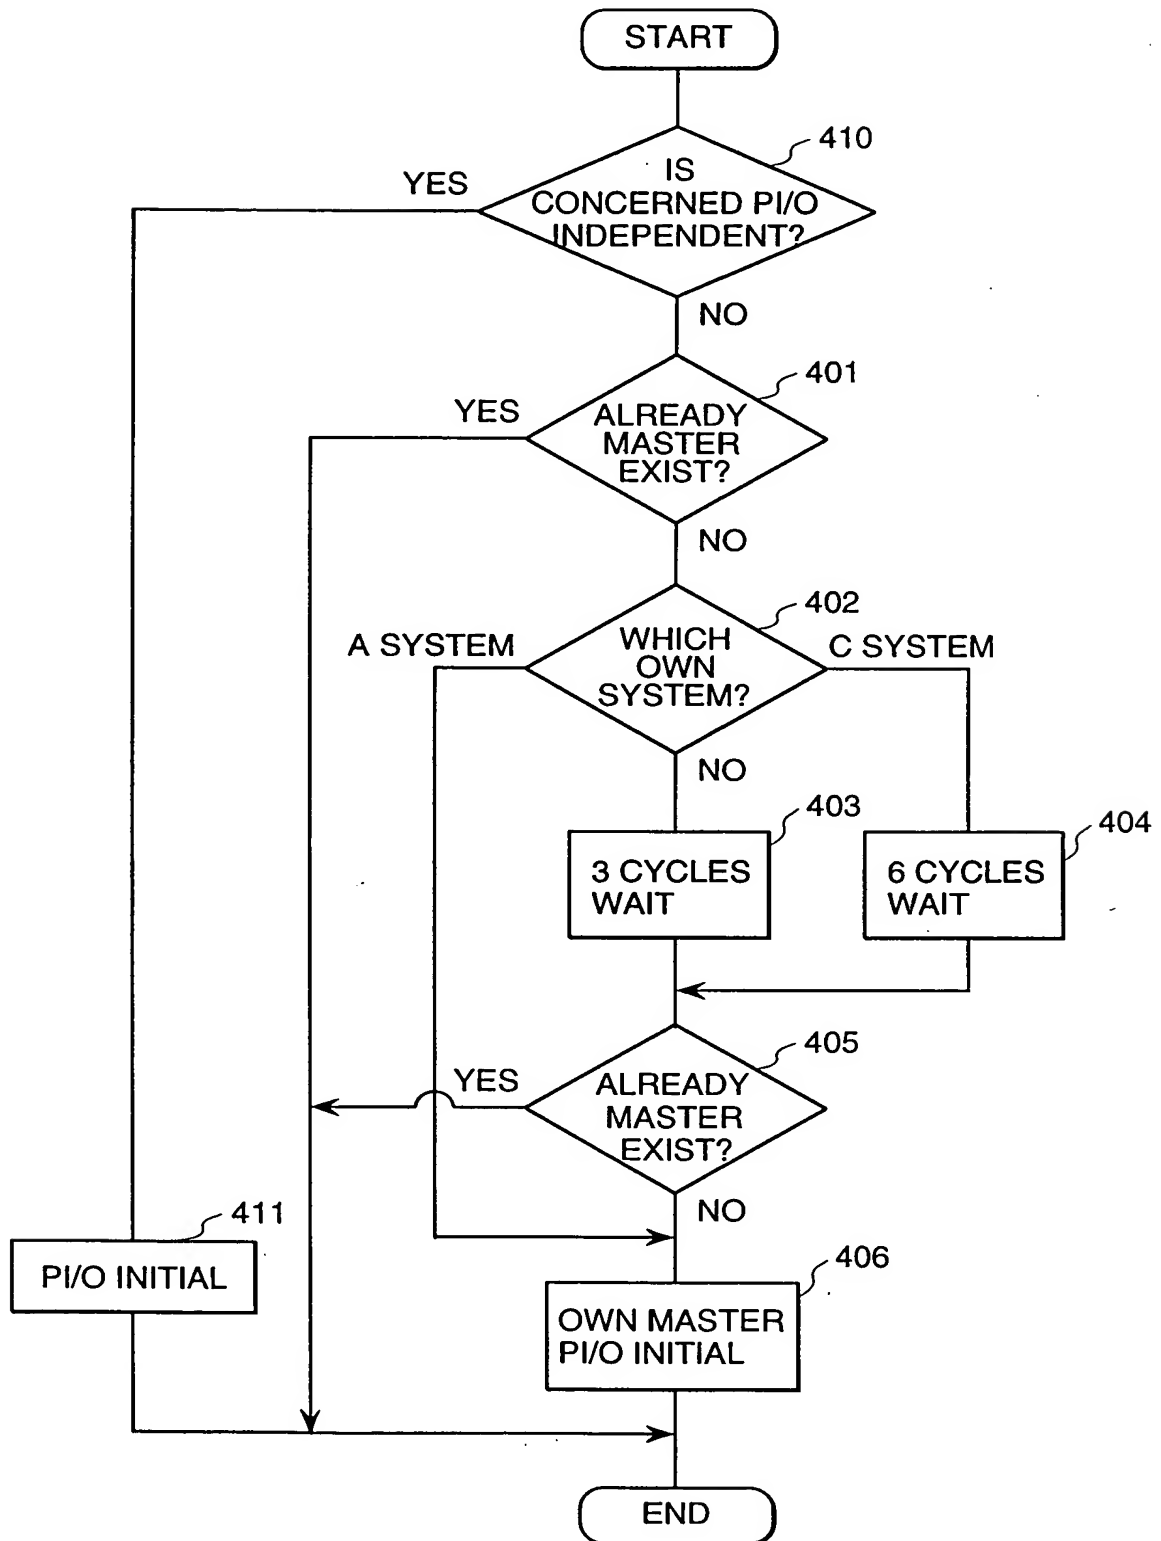 START
410
IS
CONCERNED PI/O
INDEPENDENT?
YES
NO
401
YES
ALREADY
MASTER
EXIST?
NO
402
A SYSTEM
WHICH
OWN
SYSTEM?
C SYSTEM
NO
403
3 CYCLES
WAIT
404
6 CYCLES
WAIT
405
YES
ALREADY
MASTER
EXIST?
NO
411
PI/O INITIAL
406
OWN MASTER
PI/O INITIAL
END